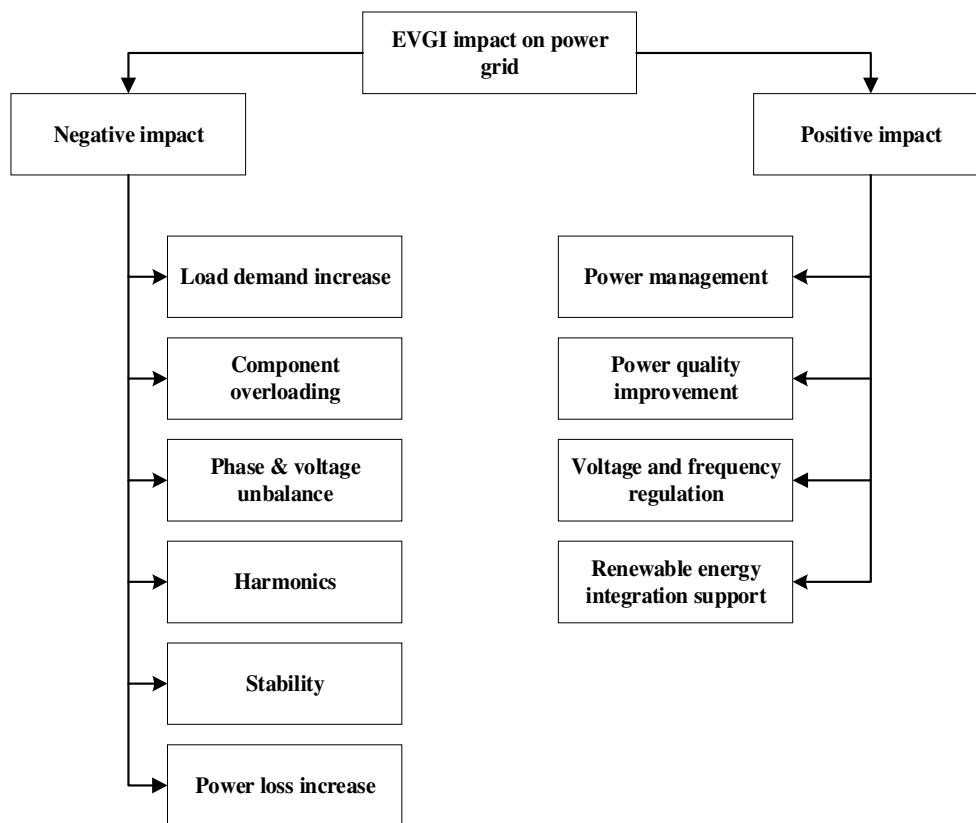 EVGI impact on power
grid
Negative impact
Positive impact
Load demand increase
Component
overloading
Phase & voltage
unbalance
Harmonics
Stability
Power loss increase
Power management
Power quality
improvement
Voltage and frequency
regulation
Renewable energy
integration support